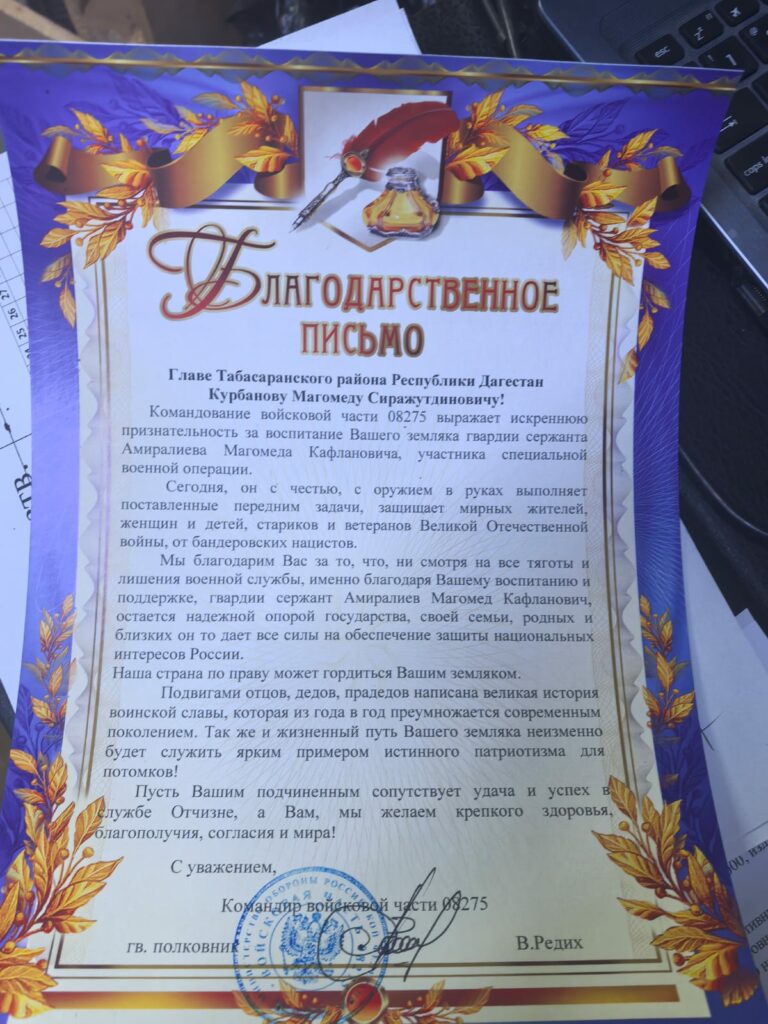 БЛАГОДАРСТВЕННОЕ
ПИСЬМО
Главе Табасаранского района Республики Дагестан
Курбанову Магомеду Сиражутдиновичу!
Командование войсковой части 08275 выражает искреннюю
признательность за воспитание Вашего земляка гвардии сержанта
Амиралиева Магомеда Кафлановича, участника специальной
военной операции.
Сегодня, он с честью, с оружием в руках выполняет
поставленные передним задачи, защищает мирных жителей,
женщин и детей, стариков и ветеранов Великой Отечественной
войны, от бандеровских нацистов.
Мы благодарим Вас за то, что, ни смотря на все тяготы и
лишения военной службы, именно благодаря Вашему воспитанию и
поддержке, гвардии сержант Амиралиев Магомед Кафланович,
остается надежной опорой государства, своей семьи, родных и
близких он то дает все силы на обеспечение защиты национальных
интересов России.
Наша страна по праву может гордиться Вашим земляком.
Подвигами отцов, дедов, прадедов написана великая история
воинской славы, которая из года в год преумножается современным
поколением. Так же и жизненный путь Вашего земляка неизменно
будет служить ярким примером истинного патриотизма для
потомков!
Пусть Вашим подчиненным сопутствует удача и успех в
службе Отчизне, а Вам, мы желаем крепкого здоровья,
благополучия, согласия и мира!
С уважением,
Командир войсковой части 08275
гв. полковник В.Редих
ВОЙСКОВАЯ ЧАСТЬ
esc
caps
25 26 27